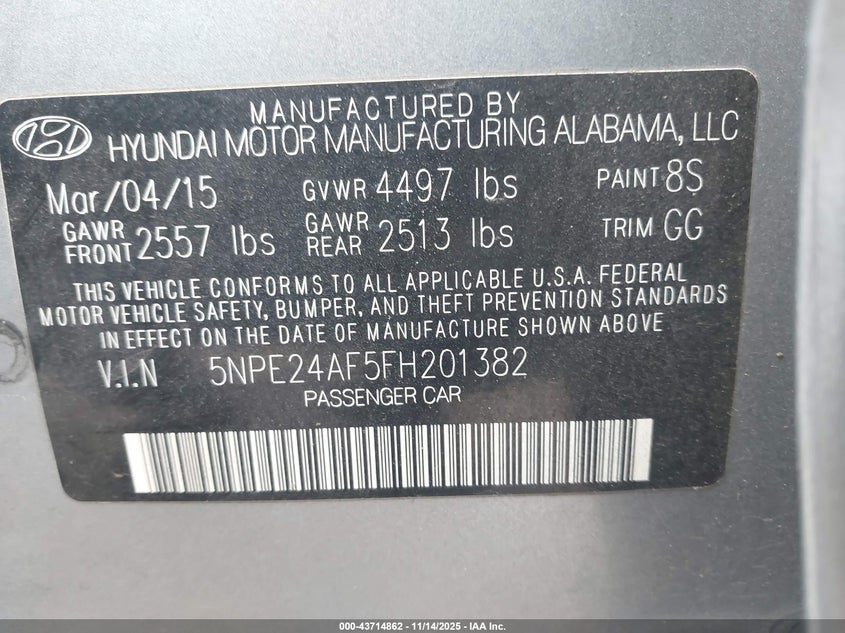 MANUFACTURED BY
HYUNDAI MOTOR MANUFACTURING ALABAMA, LLC
Mar/04/15 GVWR 4497 lbs PAINT 8S
GAWR FRONT 2557 lbs GAWR REAR 2513 lbs TRIM GG
THIS VEHICLE CONFORMS TO ALL APPLICABLE U.S.A. FEDERAL
MOTOR VEHICLE SAFETY, BUMPER, AND THEFT PREVENTION STANDARDS
IN EFFECT ON THE DATE OF MANUFACTURE SHOWN ABOVE
V.I.N 5NPE24AF5FH201382
PASSENGER CAR
000-43714862 - 11/14/2025 - IAA Inc.